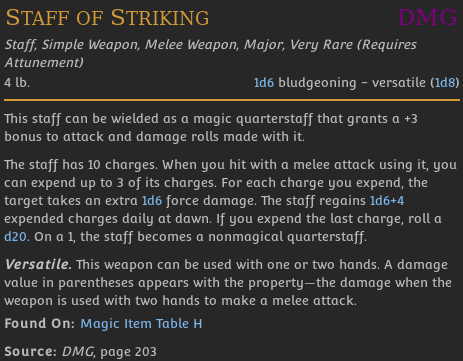 Staff of Striking DMG
Staff, Simple Weapon, Melee Weapon, Major, Very Rare (Requires
Attunement)
4 lb. 1d6 bludgeoning – versatile (1d8)
This staff can be wielded as a magic quarterstaff that grants a +3
bonus to attack and damage rolls made with it.
The staff has 10 charges. When you hit with a melee attack using it, you
can expend up to 3 of its charges. For each charge you expend, the
target takes an extra 1d6 force damage. The staff regains 1d6+4
expended charges daily at dawn. If you expend the last charge, roll a
d20. On a 1, the staff becomes a nonmagical quarterstaff.
Versatile. This weapon can be used with one or two hands. A damage
value in parentheses appears with the property—the damage when the
weapon is used with two hands to make a melee attack.
Found On: Magic Item Table H
Source: DMG, page 203